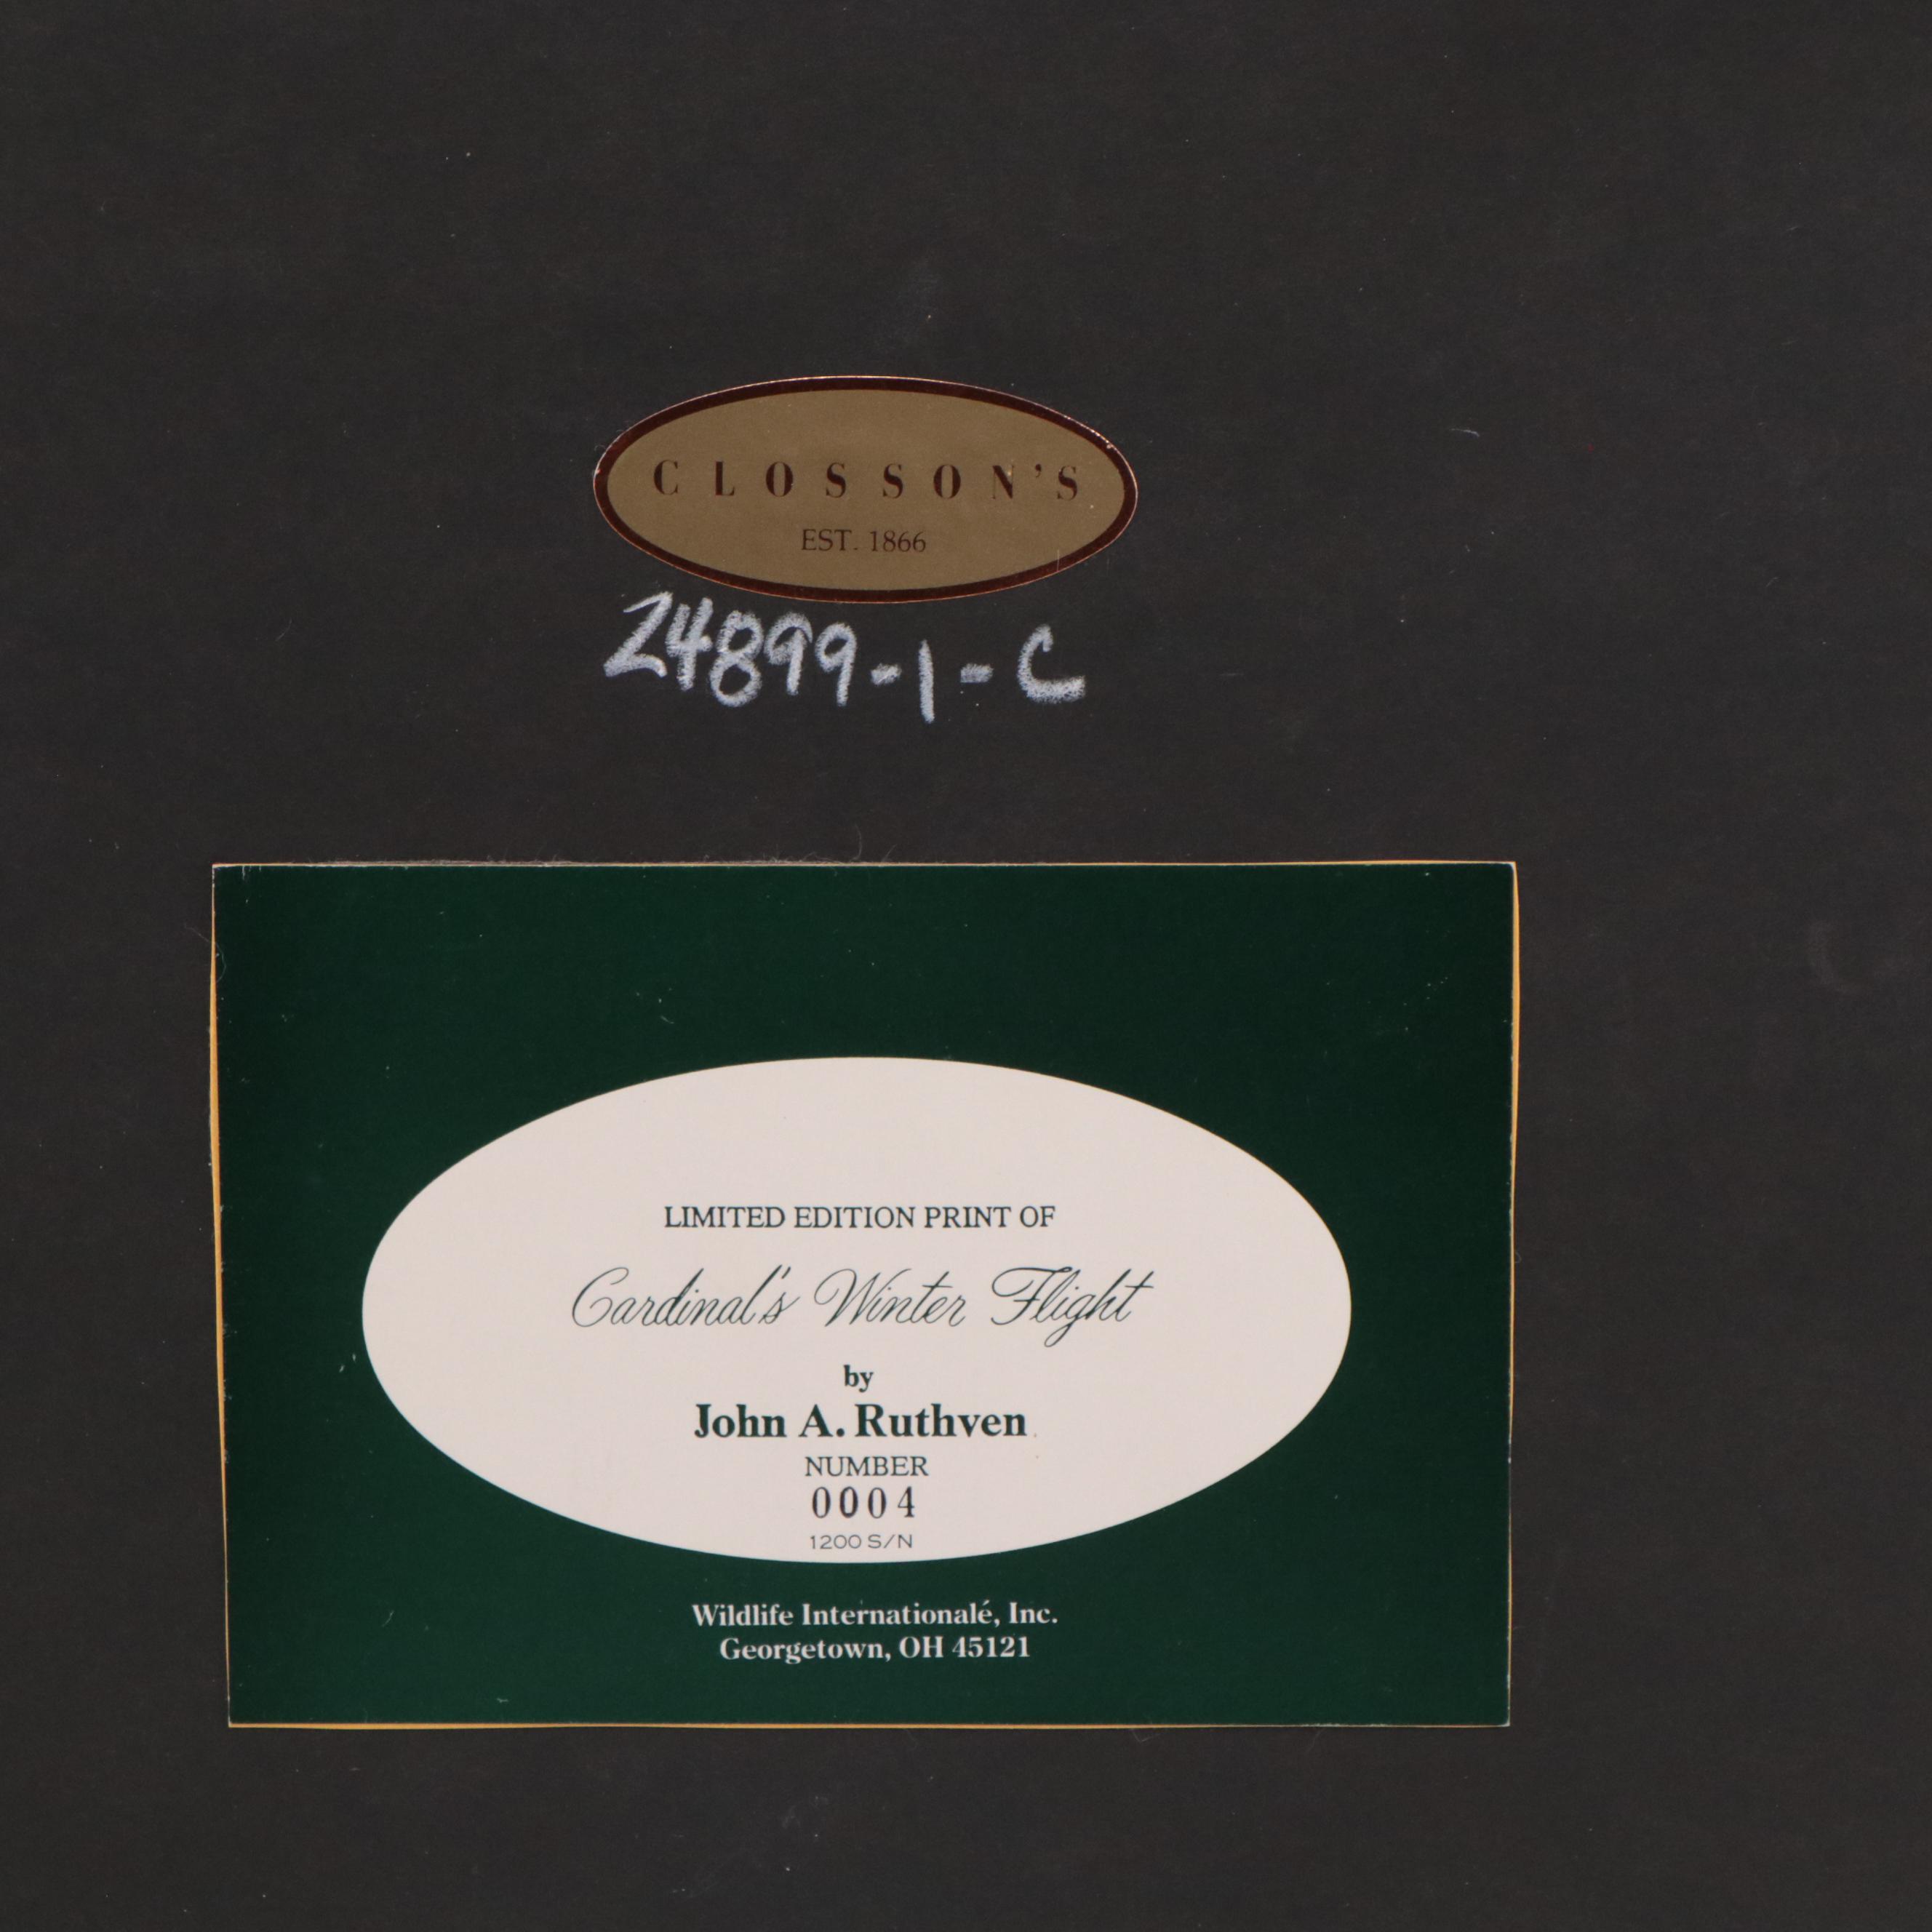 CLOSSON'S
EST. 1866
24899-1-C
LIMITED EDITION PRINT OF
Cardinal's Winter Flight
by
John A. Ruthven
NUMBER
0004
1200 S/N
Wildlife Internationalé, Inc.
Georgetown, OH 45121